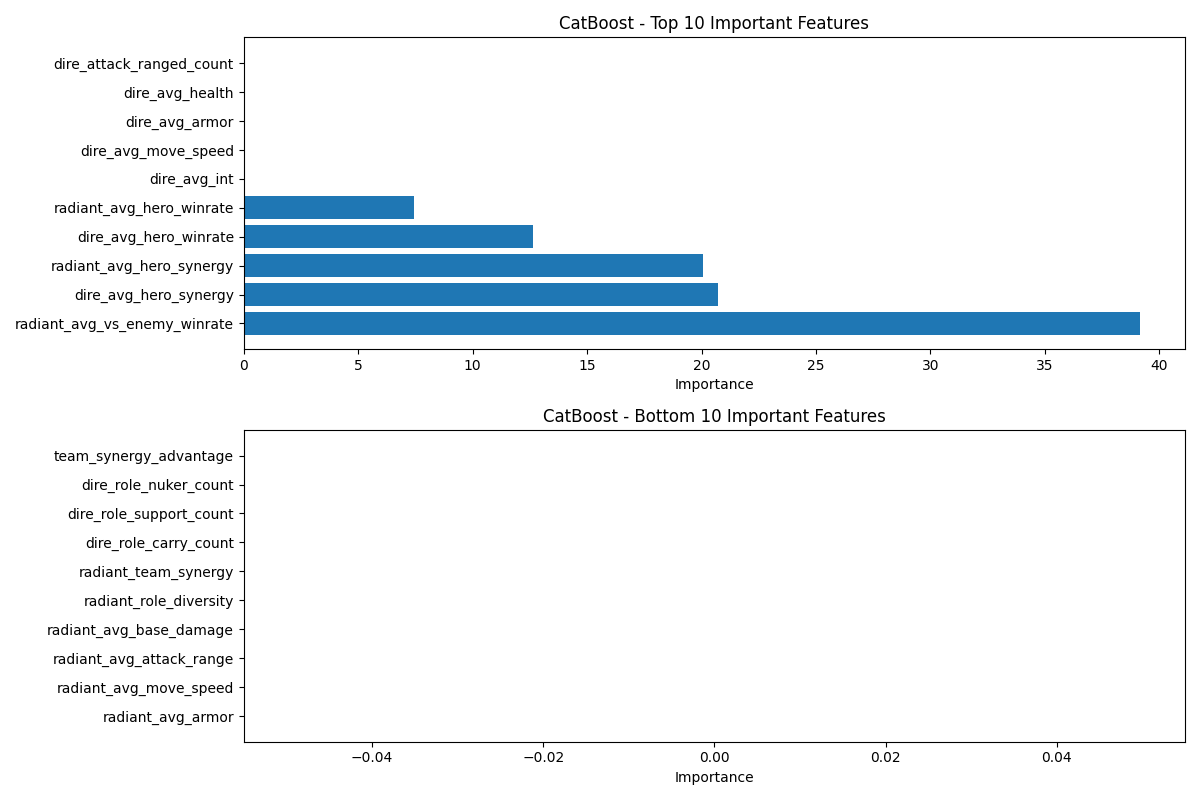 CatBoost - Top 10 Important Features
dire_attack_ranged_count
dire_avg_health
dire_avg_armor
dire_avg_move_speed
dire_avg_int
radiant_avg_hero_winrate
dire_avg_hero_winrate
radiant_avg_hero_synergy
dire_avg_hero_synergy
radiant_avg_vs_enemy_winrate
0 5 10 15 20 25 30 35 40
Importance
CatBoost - Bottom 10 Important Features
team_synergy_advantage
dire_role_nuker_count
dire_role_support_count
dire_role_carry_count
radiant_team_synergy
radiant_role_diversity
radiant_avg_base_damage
radiant_avg_attack_range
radiant_avg_move_speed
radiant_avg_armor
−0.04 −0.02 0.00 0.02 0.04
Importance